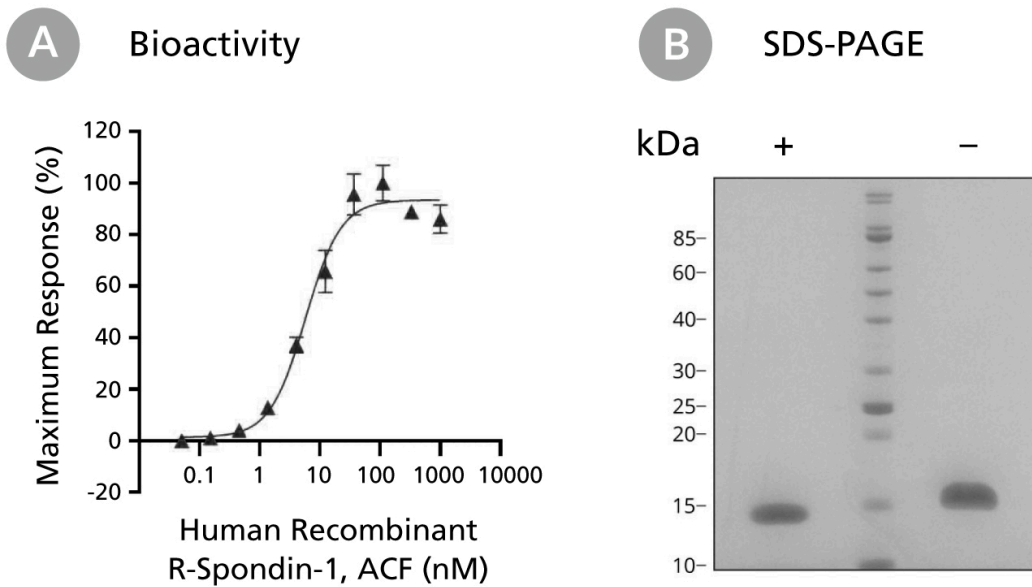 A Bioactivity
Maximum Response (%)
120
100
80
60
40
20
0
-20
0.1 1 10 100 1000 10000
Human Recombinant
R-Spondin-1, ACF (nM)
B SDS-PAGE
kDa + −
85–
60–
40–
30–
25–
20–
15–
10–